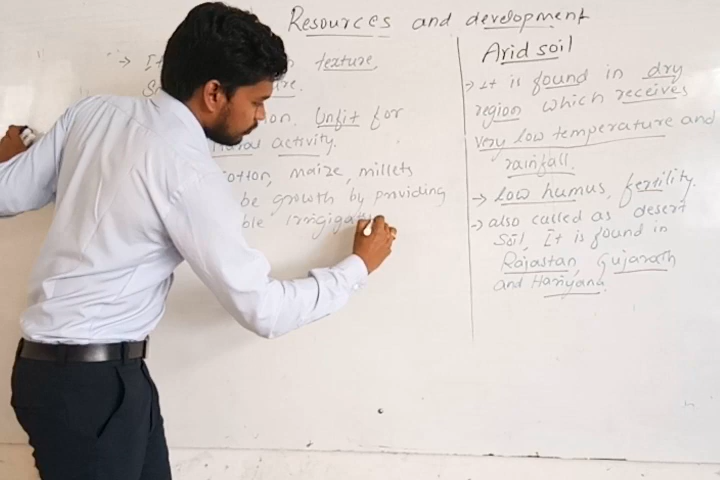 Resources and development
→ texture
Unfit for
activity.
maize, millets
be growth by providing
Arid soil
→ It is found in dry
region which receives
very low temperature and
rainfall.
→ low humus, fertility.
→ also called as desert
Soil, It is found in
Rajastan, Gujarath
and Hariyana